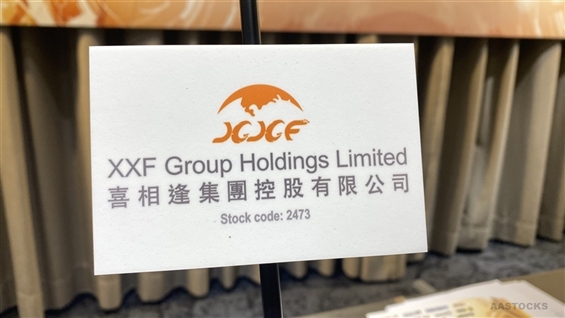 XXF Group Holdings Limited
喜相逢集團控股有限公司
Stock code: 2473
AASTOCKS